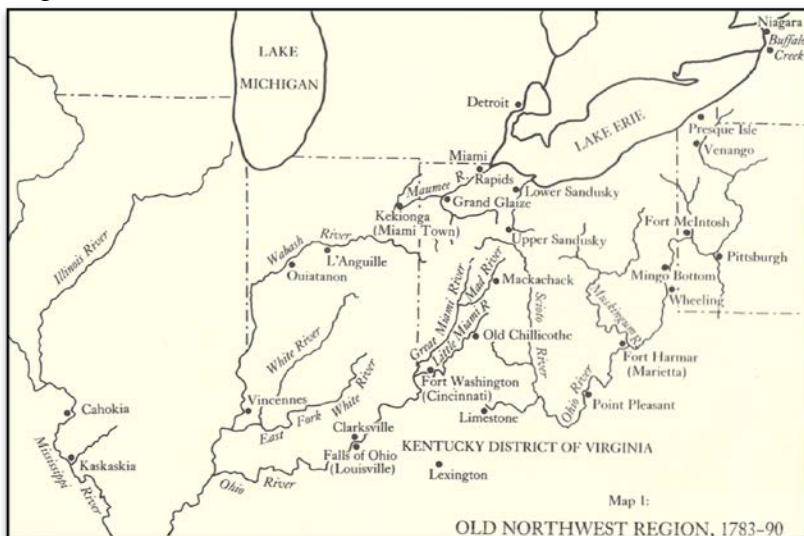 Niagara
Buffalo
Creek
LAKE
MICHIGAN
Detroit
LAKE ERIE
Presque Isle
Venango
Miami
Rapids
Maumee R.
Lower Sandusky
Grand Glaize
Kekionga
(Miami Town)
Fort McIntosh
Upper Sandusky
Pittsburgh
Illinois River
Wabash River
L'Anguille
Ouiatanon
Mingo Bottom
Wheeling
Great Miami River
Mad River
Mackachack
Little Miami R
Scioto River
Muskingum R.
White River
Old Chillicothe
Fort Harmar
(Marietta)
Fort Washington
(Cincinnati)
Ohio River
Point Pleasant
Vincennes
East Fork White River
Cahokia
Limestone
Clarksville
Falls of Ohio
(Louisville)
KENTUCKY DISTRICT OF VIRGINIA
Kaskaskia
Mississippi River
Ohio River
Lexington
Map 1:
OLD NORTHWEST REGION, 1783-90